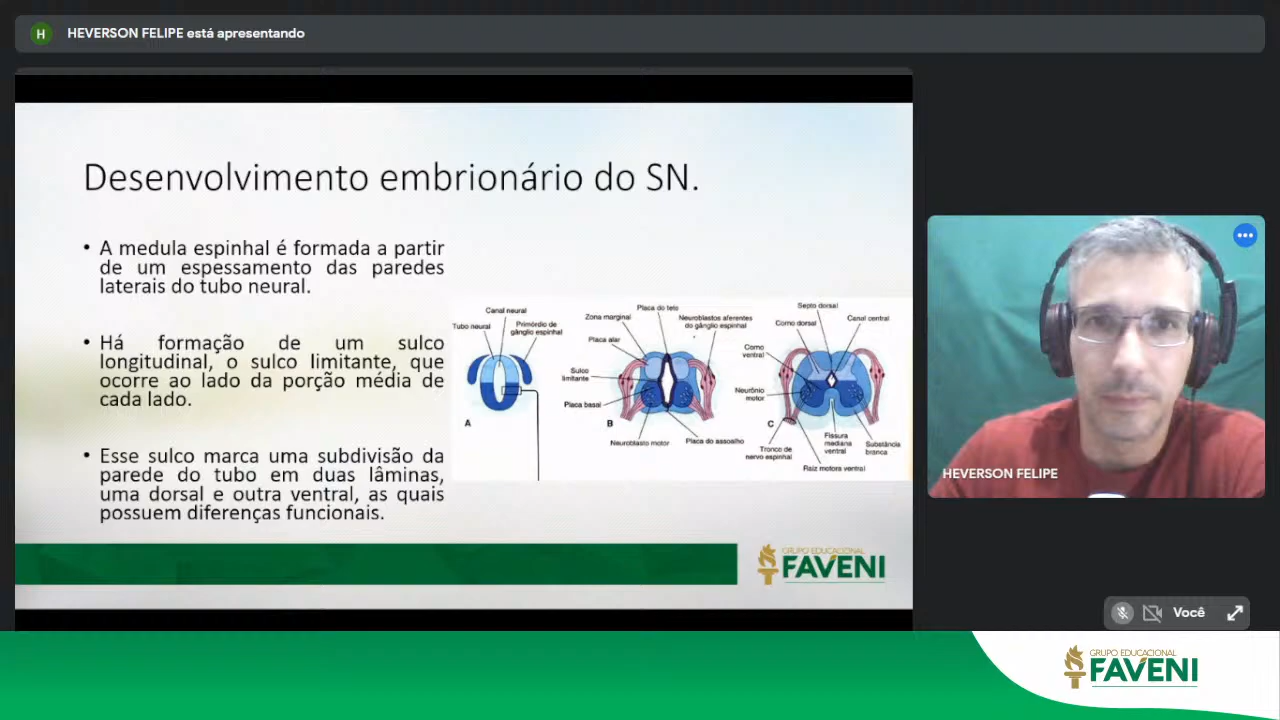 H
HEVERSON FELIPE está apresentando
Desenvolvimento embrionário do SN.
• A medula espinhal é formada a partir
de um espessamento das paredes
laterais do tubo neural.
• Há formação de um sulco
longitudinal, o sulco limitante, que
ocorre ao lado da porção média de
cada lado.
• Esse sulco marca uma subdivisão da
parede do tubo em duas lâminas,
uma dorsal e outra ventral, as quais
possuem diferenças funcionais.
Canal neural
Tubo neural
Primórdio de
gânglio espinhal
A
Placa do teto
Zona marginal
Neuroblastos aferentes
do gânglio espinhal
Placa alar
Sulco
limitante
Placa basal
B
Neuroblasto motor
Placa do assoalho
Septo dorsal
Corno dorsal
Canal central
Corno
ventral
Neurônio
motor
C
Tronco de
nervo espinhal
Fissura
mediana
ventral
Substância
branca
Raiz motora ventral
GRUPO EDUCACIONAL
FAVENI
HEVERSON FELIPE
Você
GRUPO EDUCACIONAL
FAVENI